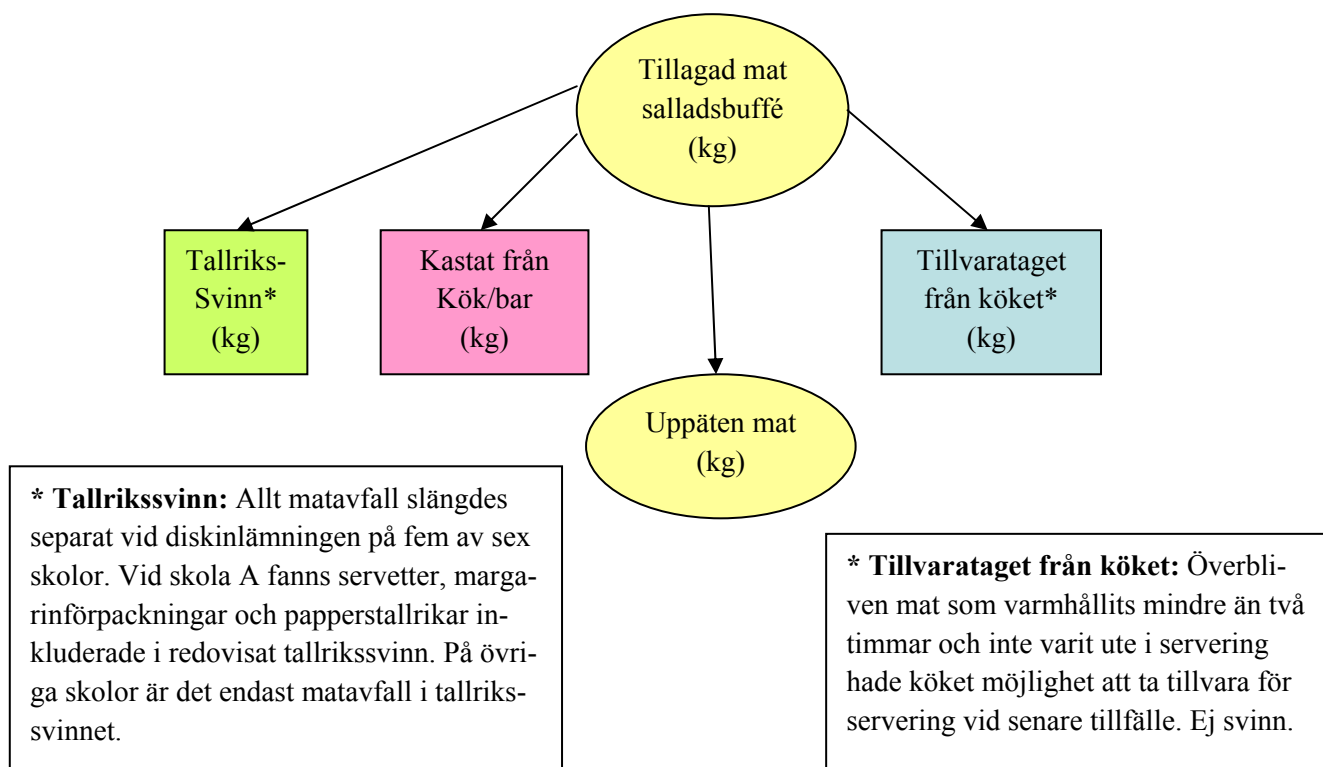 Tillagad mat
salladsbuffé
(kg)
Tallriks-
Svinn*
(kg)
Kastat från
Kök/bar
(kg)
Tillvarataget
från köket*
(kg)
Uppäten mat
(kg)
* Tallrikssvinn: Allt matavfall slängdes
separat vid diskinlämningen på fem av sex
skolor. Vid skola A fanns servetter, marga-
rinförpackningar och papperstallrikar in-
kluderade i redovisat tallrikssvinn. På övri-
ga skolor är det endast matavfall i tallriks-
svinnet.
* Tillvarataget från köket: Överbli-
ven mat som varmhållits mindre än två
timmar och inte varit ute i servering
hade köket möjlighet att ta tillvara för
servering vid senare tillfälle. Ej svinn.